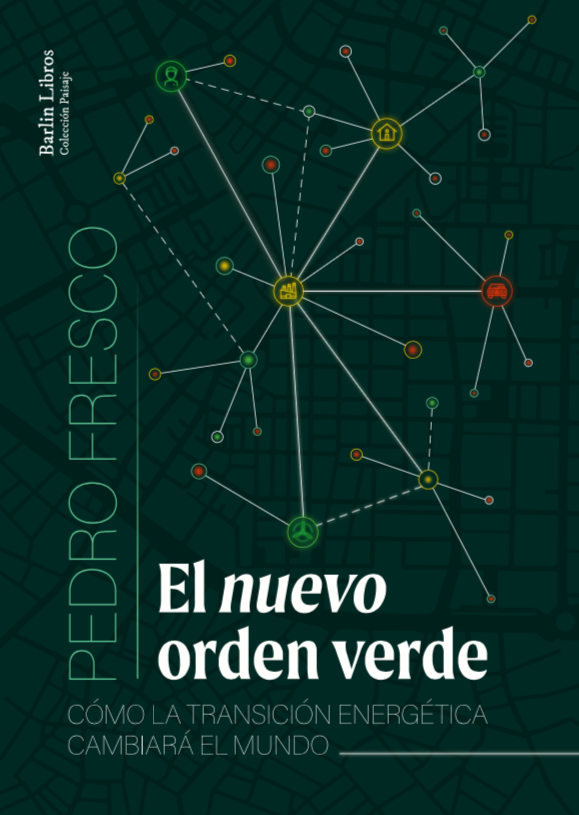 Barlin Libros
Colección Paisaje
PEDRO FRESCO
El nuevo
orden verde
CÓMO LA TRANSICIÓN ENERGÉTICA
CAMBIARÁ EL MUNDO